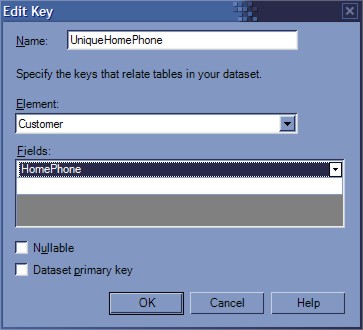 Edit Key
Name: UniqueHomePhone
Specify the keys that relate tables in your dataset.
Element:
Customer
Fields:
HomePhone
Nullable
Dataset primary key
OK Cancel Help